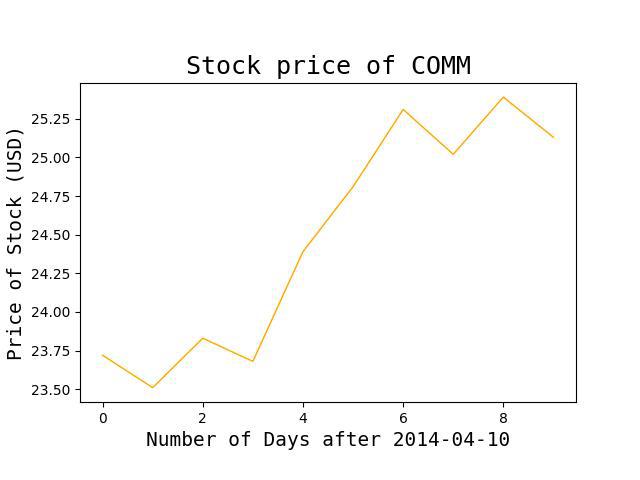 Stock price of COMM
Price of Stock (USD)
25.25
25.00
24.75
24.50
24.25
24.00
23.75
23.50
0 2 4 6 8
Number of Days after 2014-04-10